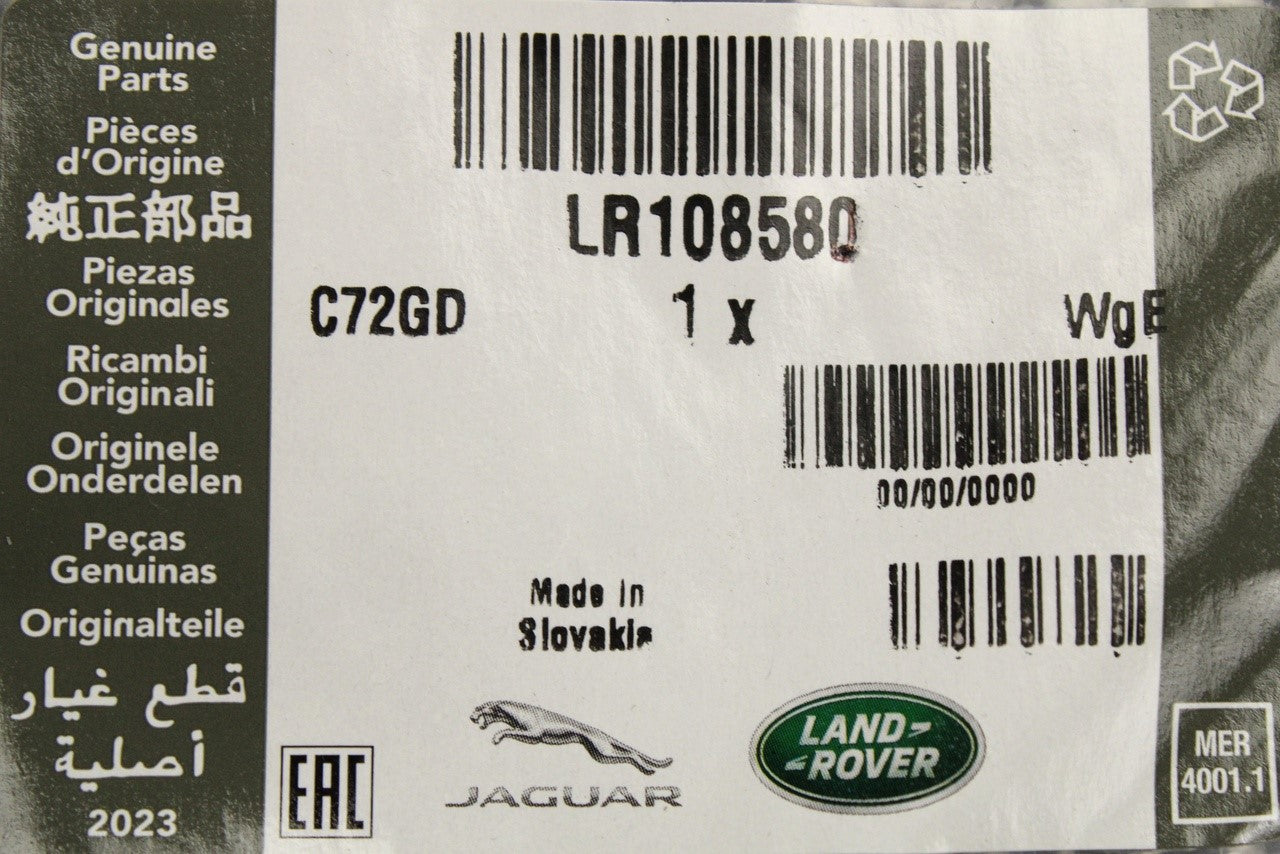 Genuine
Parts
Pièces
d'Origine
純正部品
Piezas
Originales
Ricambi
Originali
Originele
Onderdelen
Peças
Genuinas
Originalteile
قطع غيار
أصلية
2023
LR108580
C72GD
1 x
WgE
00/00/0000
Made in
Slovakia
EAC
JAGUAR
LAND
ROVER
MER
4001.1